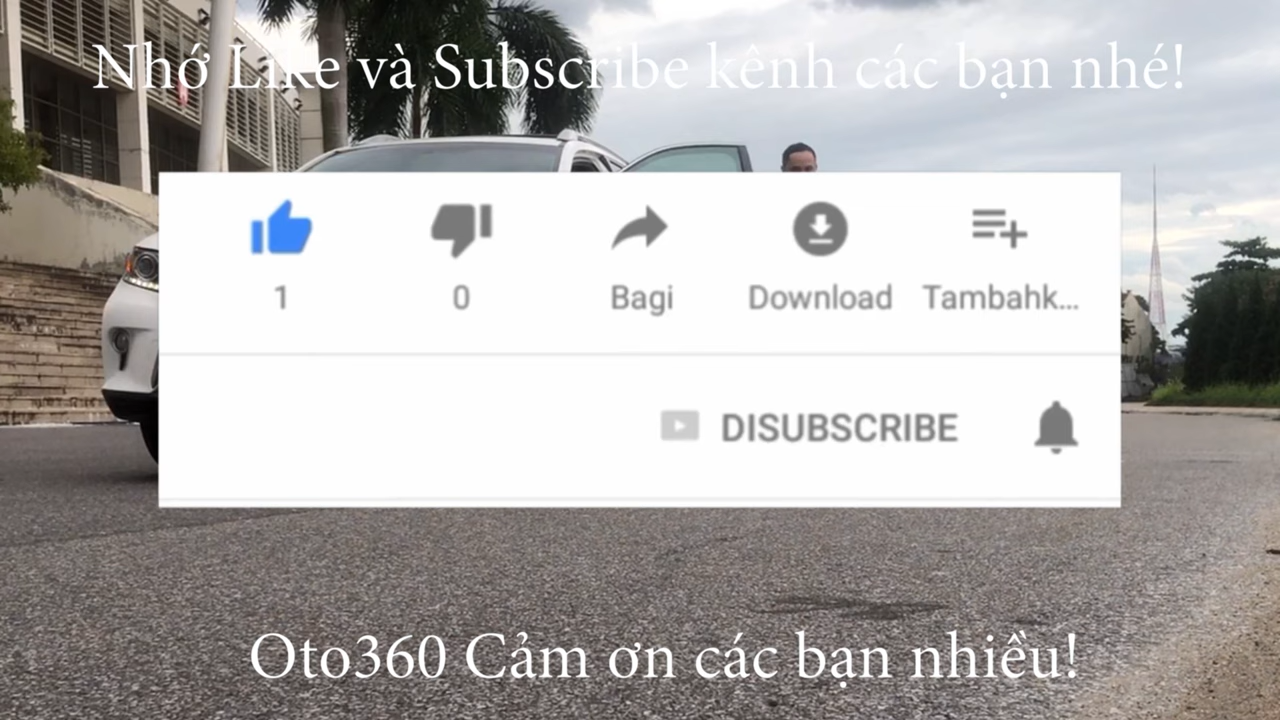 Nhớ Like và Subscribe kênh các bạn nhé!
1 0 Bagi Download Tambahk...
DISUBSCRIBE
Oto360 Cảm ơn các bạn nhiều!